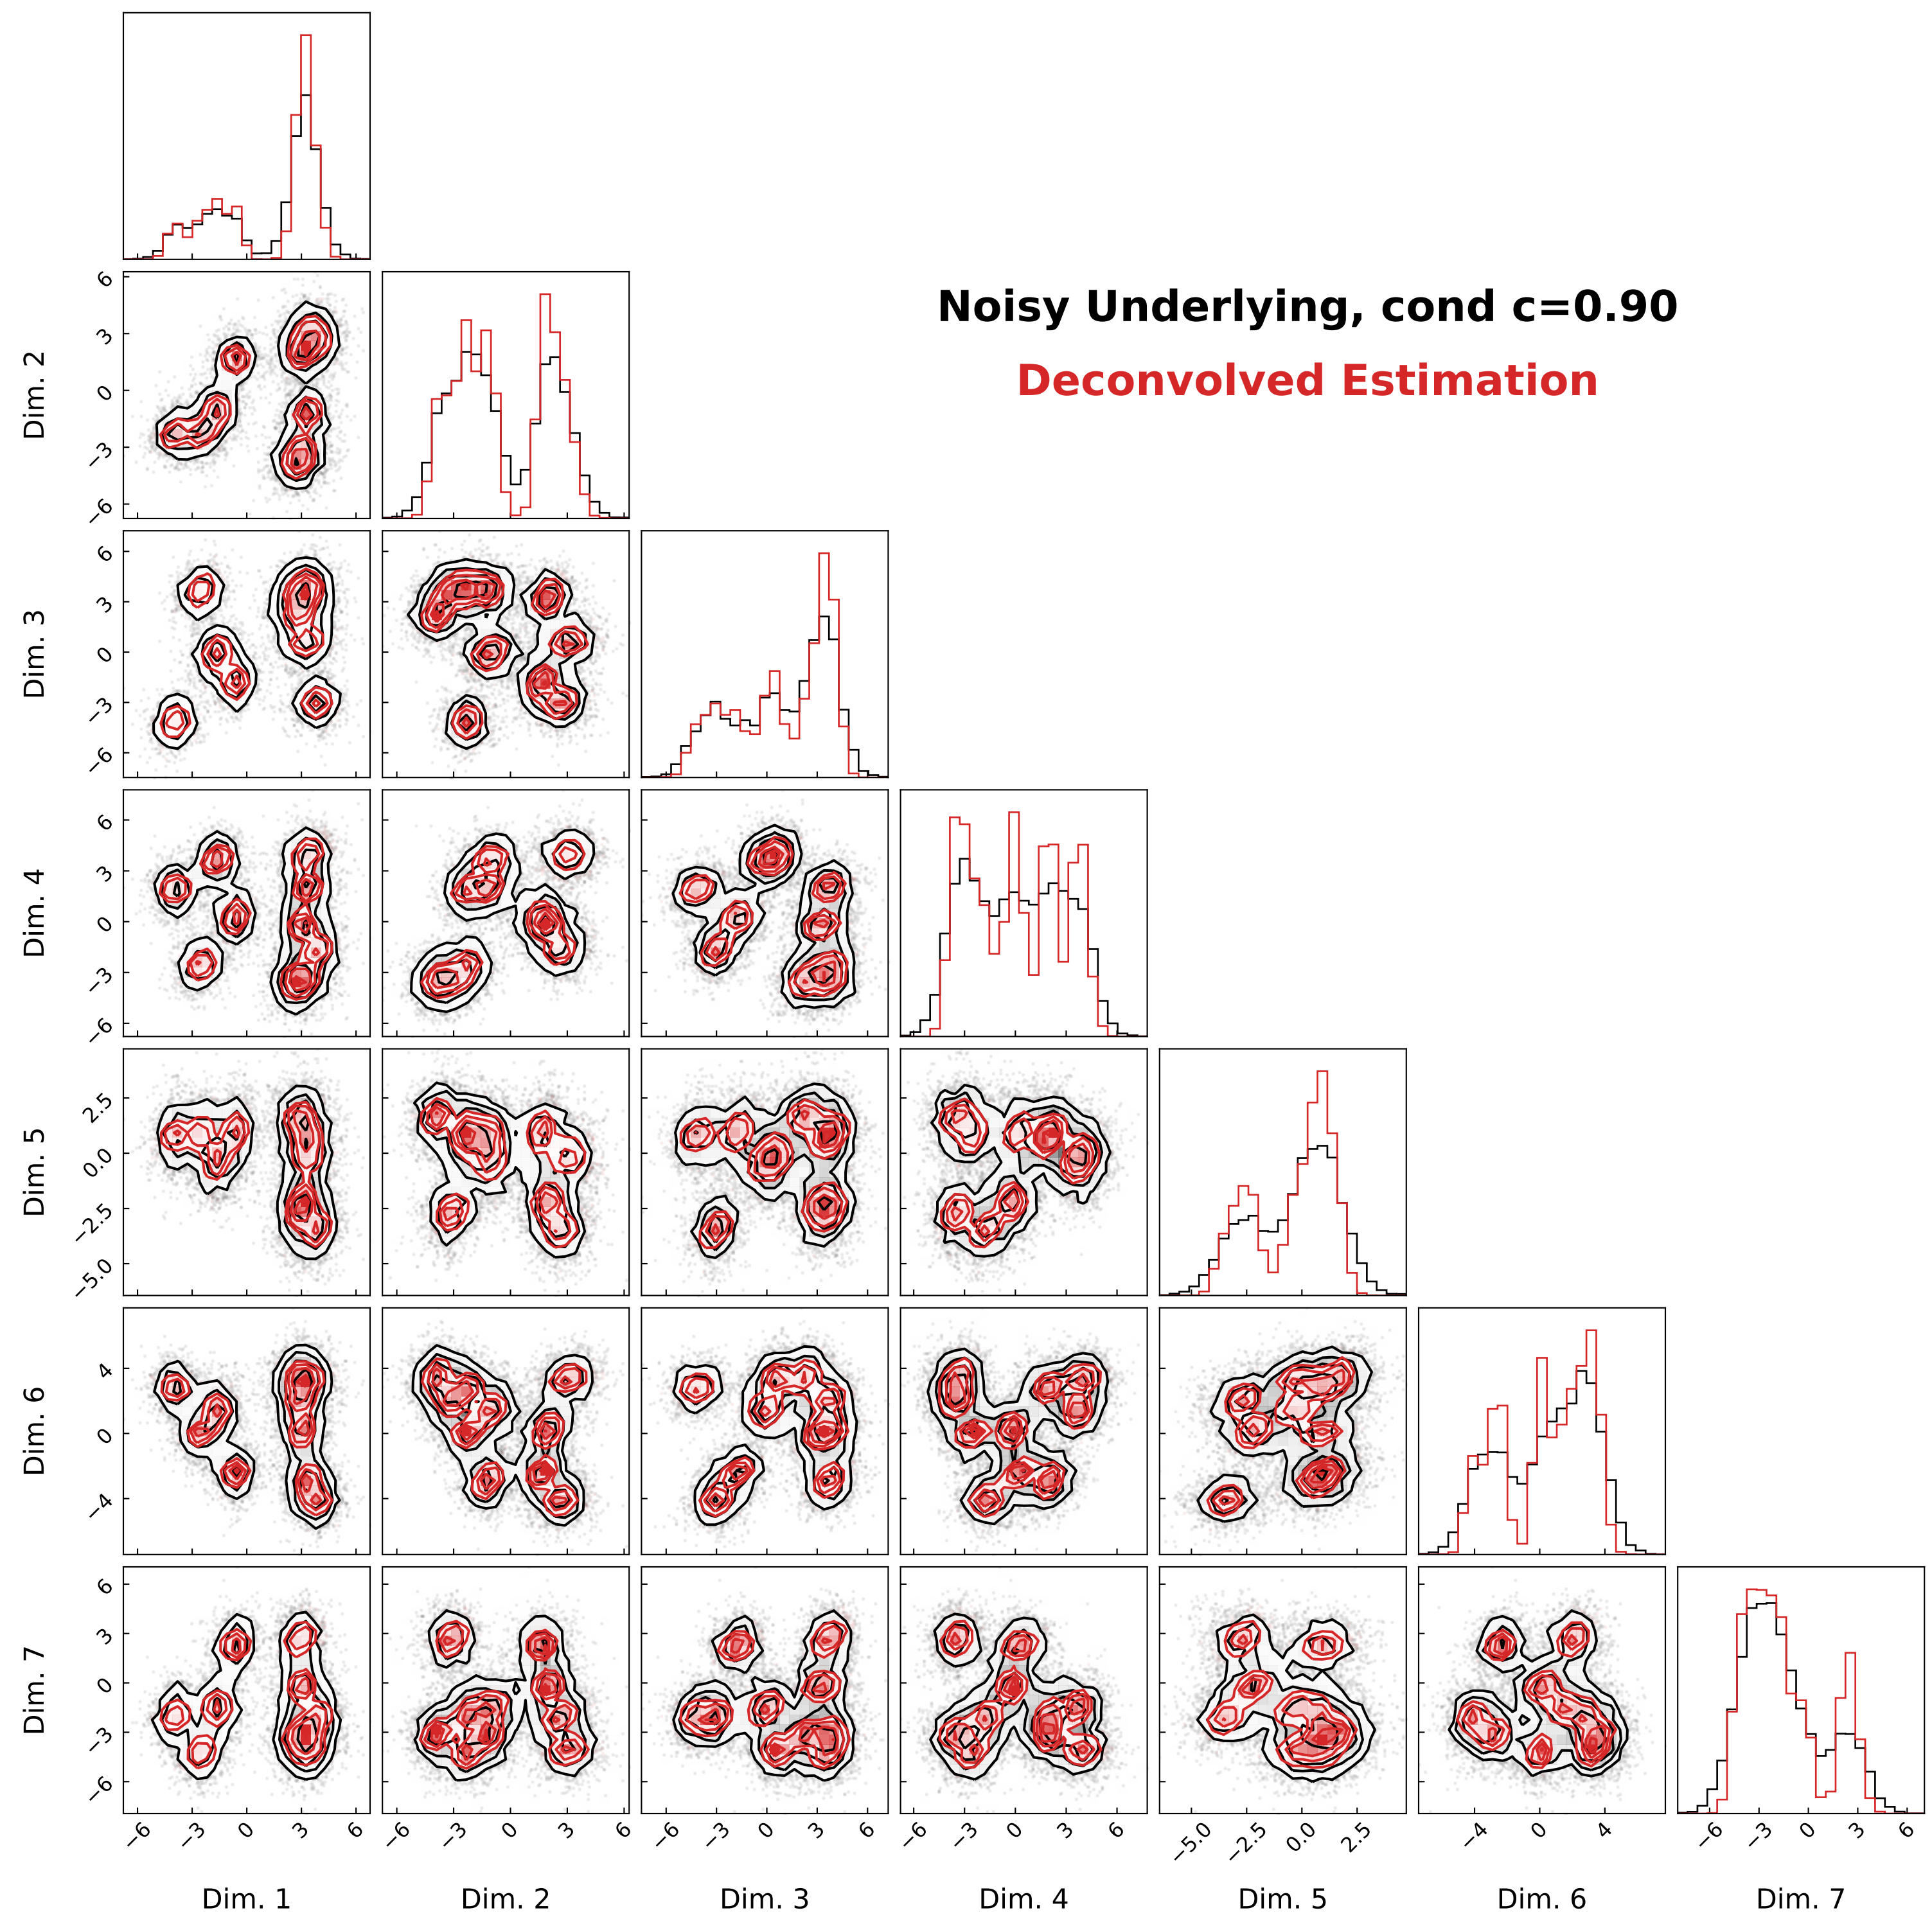 Noisy Underlying, cond c=0.90
Deconvolved Estimation
6
3
0
−3
−6
Dim. 2
6
3
0
−3
−6
Dim. 3
6
3
0
−3
−6
Dim. 4
2.5
0.0
−2.5
−5.0
Dim. 5
4
0
−4
Dim. 6
6
3
0
−3
−6
Dim. 7
−6 −3 0 3 6 −6 −3 0 3 6 −6 −3 0 3 6 −6 −3 0 3 6 −5.0 −2.5 0.0 2.5 −4 0 4 −6 −3 0 3 6
Dim. 1 Dim. 2 Dim. 3 Dim. 4 Dim. 5 Dim. 6 Dim. 7